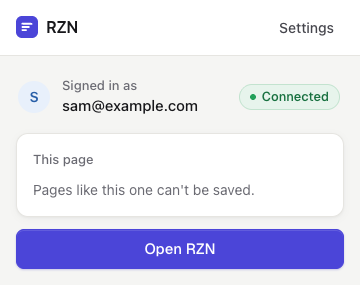 RZN
Settings
S
Signed in as
sam@example.com
Connected
This page
Pages like this one can't be saved.
Open RZN